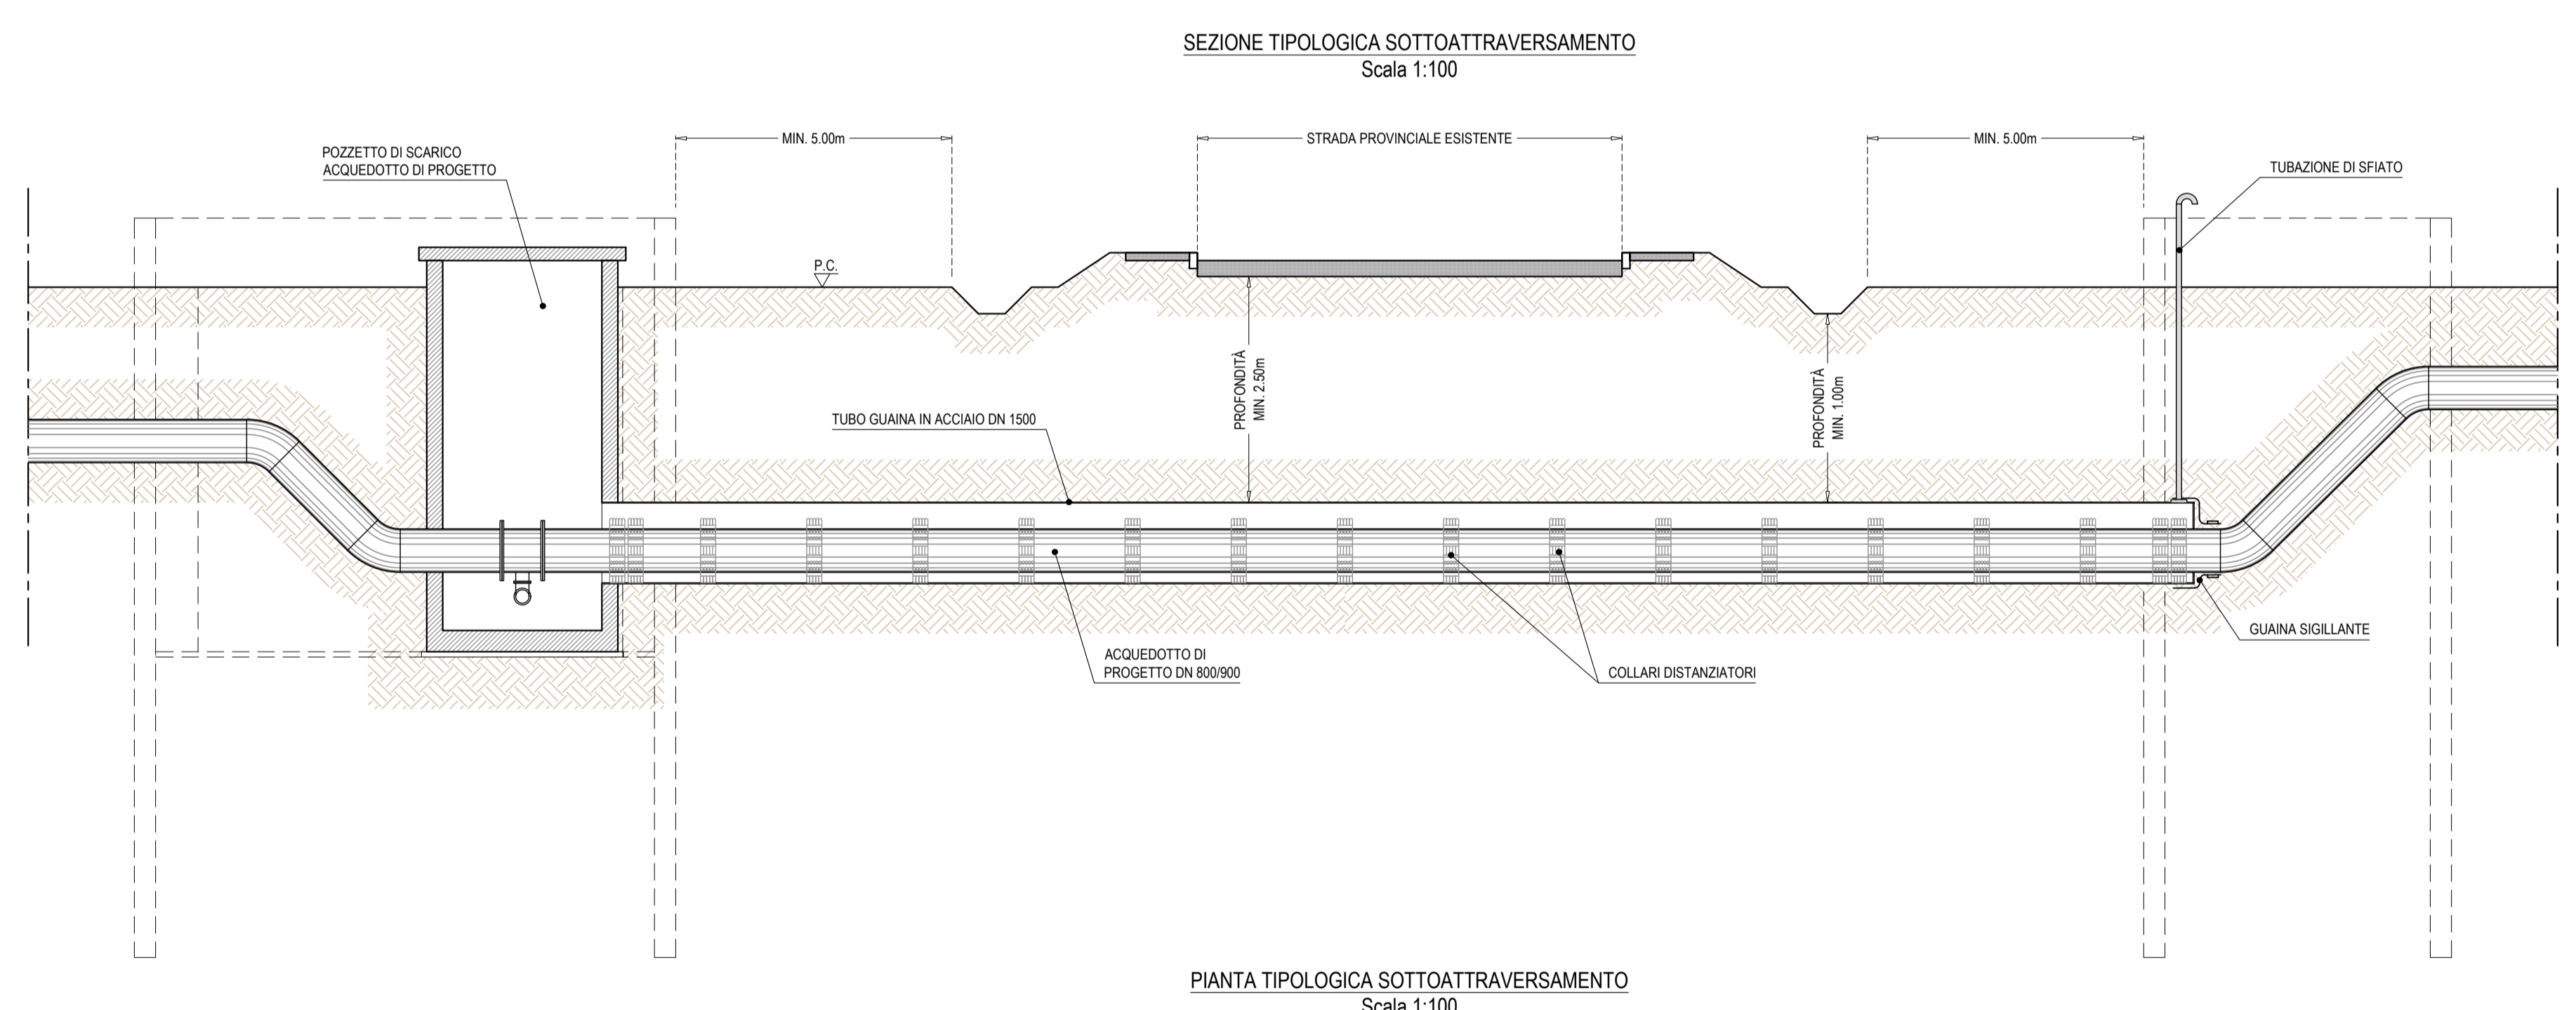 SEZIONE TIPOLOGICA SOTTOATTRAVERSAMENTO
Scala 1:100
MIN. 5.00m
STRADA PROVINCIALE ESISTENTE
MIN. 5.00m
POZZETTO DI SCARICO
ACQUEDOTTO DI PROGETTO
TUBAZIONE DI SFIATO
P.C.
PROFONDITÀ
MIN. 2.50m
PROFONDITÀ
MIN. 1.00m
TUBO GUAINA IN ACCIAIO DN 1500
GUAINA SIGILLANTE
ACQUEDOTTO DI
PROGETTO DN 800/900
COLLARI DISTANZIATORI
PIANTA TIPOLOGICA SOTTOATTRAVERSAMENTO
Scala 1:100